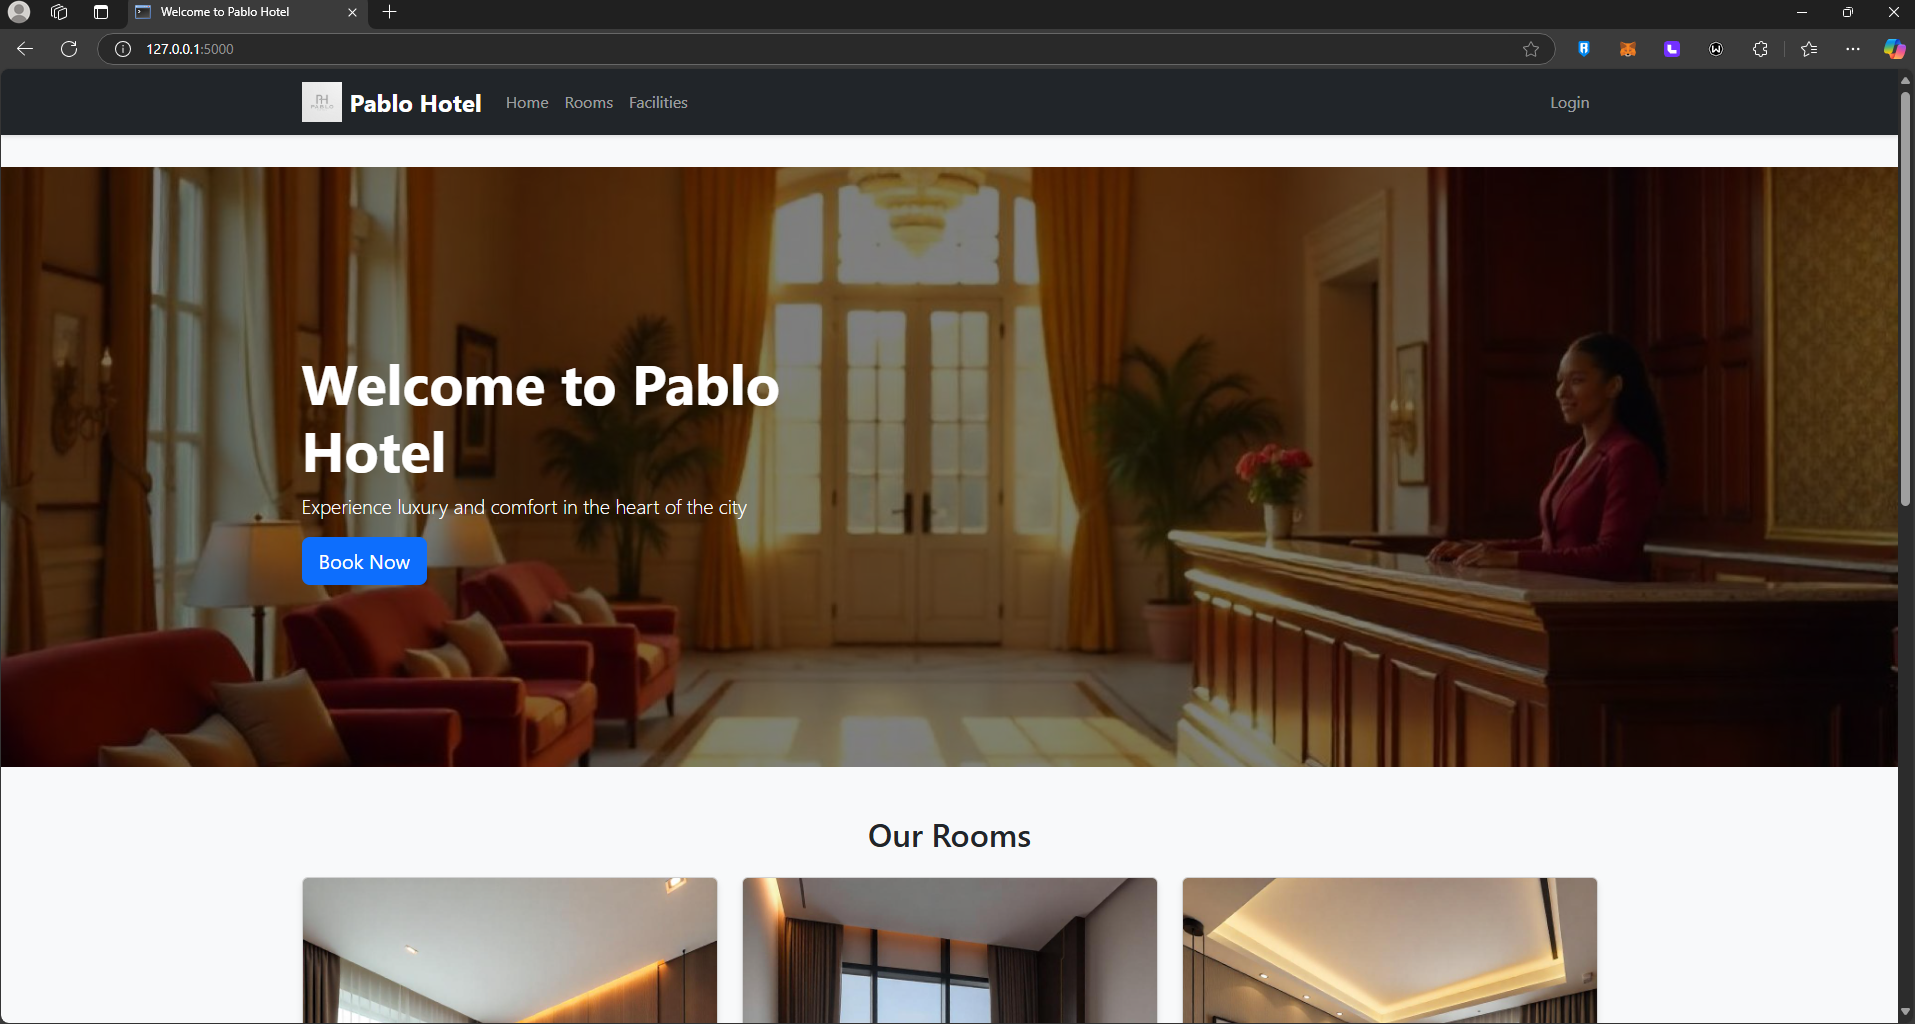 Welcome to Pablo Hotel
127.0.0.1:5000
PABLO
Pablo Hotel
Home
Rooms
Facilities
Login
Welcome to Pablo
Hotel
Experience luxury and comfort in the heart of the city
Book Now
Our Rooms